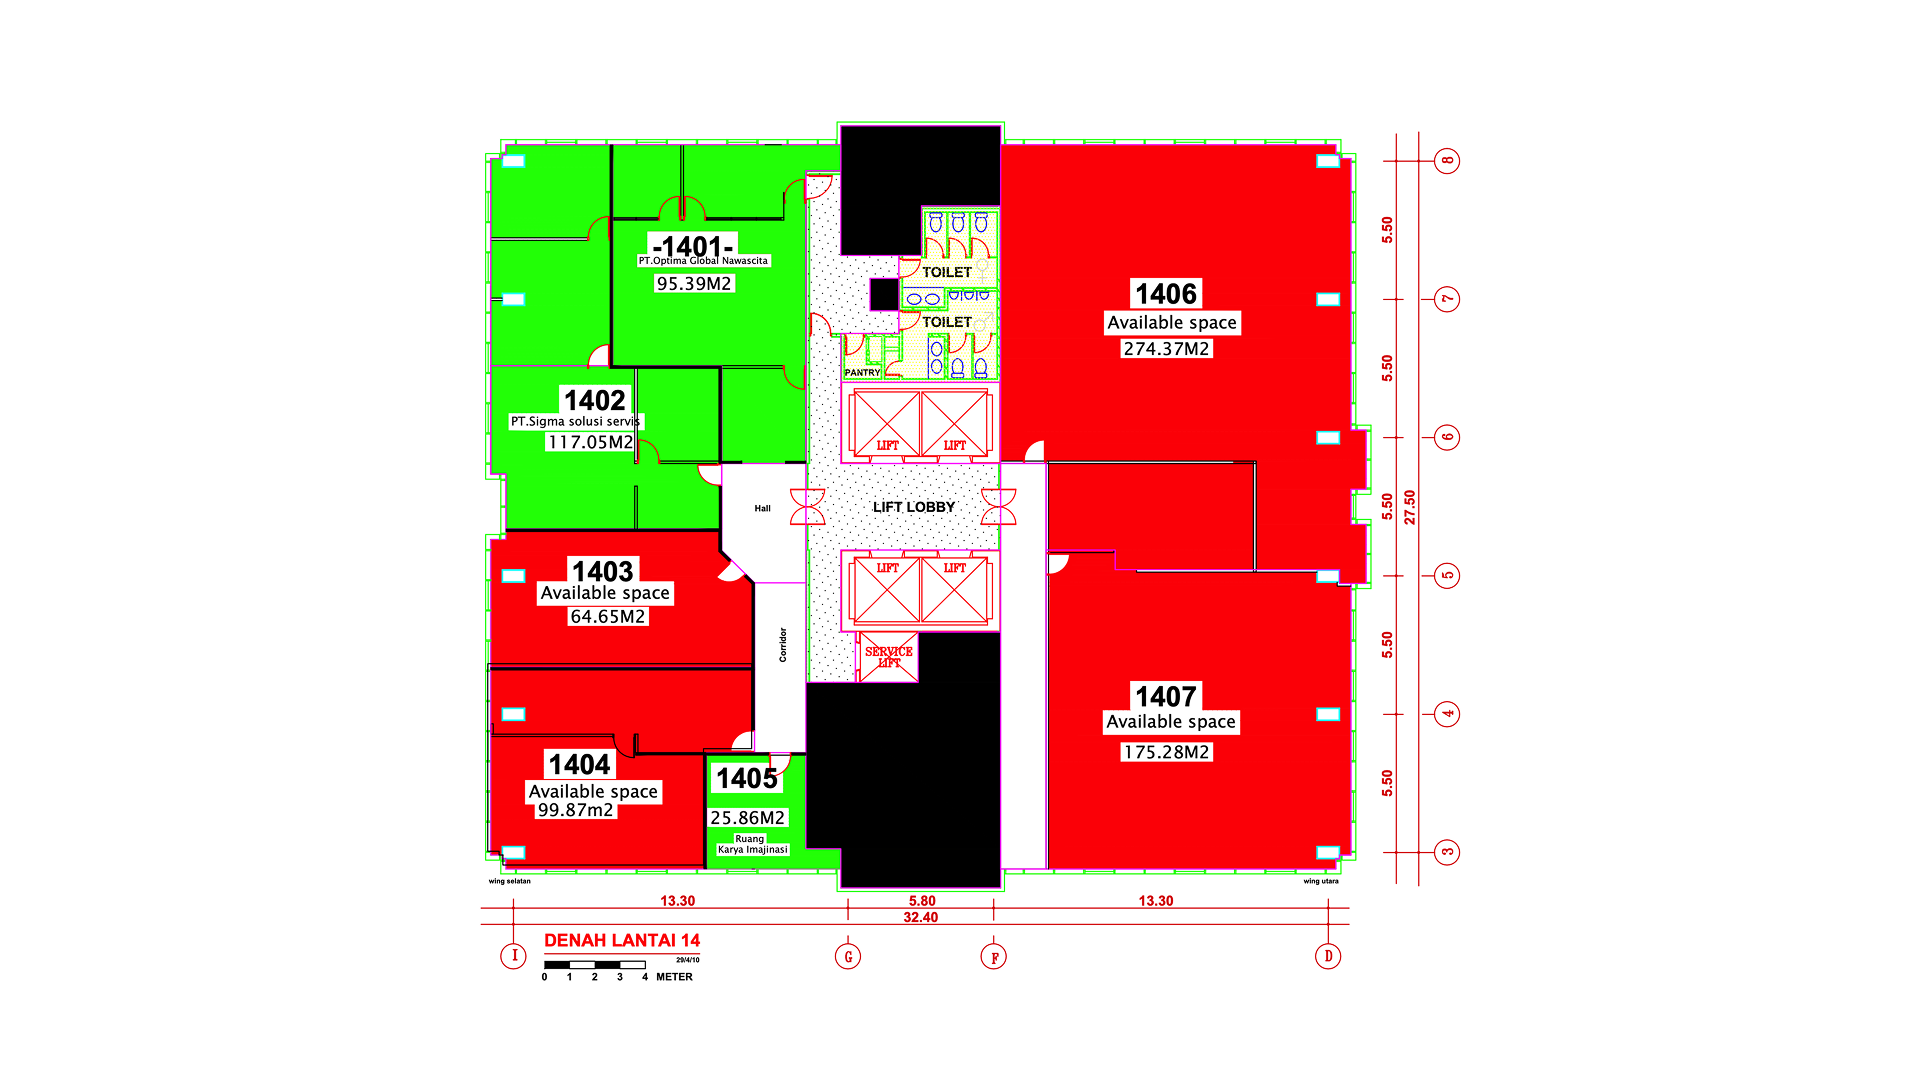 -1401-
PT.Optima Global Nawascita
95.39M2
1402
PT.Sigma solusi servis
117.05M2
1403
Available space
64.65M2
1404
Available space
99.87m2
1405
25.86M2
Ruang
Karya Imajinasi
Hall
Corridor
TOILET
TOILET
PANTRY
LIFT
LIFT
LIFT LOBBY
LIFT
LIFT
SERVICE
LIFT
1406
Available space
274.37M2
1407
Available space
175.28M2
8
5.50
7
5.50
6
5.50
27.50
5
5.50
4
5.50
3
wing selatan
wing utara
13.30
5.80
13.30
32.40
I
G
F
D
DENAH LANTAI 14
29/4/10
0 1 2 3 4 METER